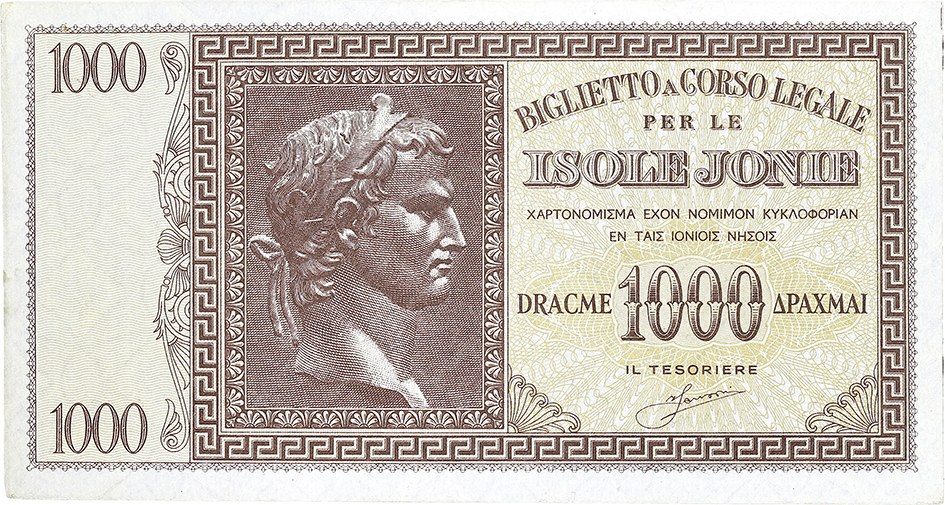 1000
BIGLIETTO A CORSO LEGALE
PER LE
ISOLE JONIE
ΧΑΡΤΟΝΟΜΙΣΜΑ ΕΧΟΝ ΝΟΜΙΜΟΝ ΚΥΚΛΟΦΟΡΙΑΝ
ΕΝ ΤΑΙΣ ΙΟΝΙΟΙΣ ΝΗΣΟΙΣ
DRACME 1000 ΔΡΑΧΜΑΙ
IL TESORIERE
1000